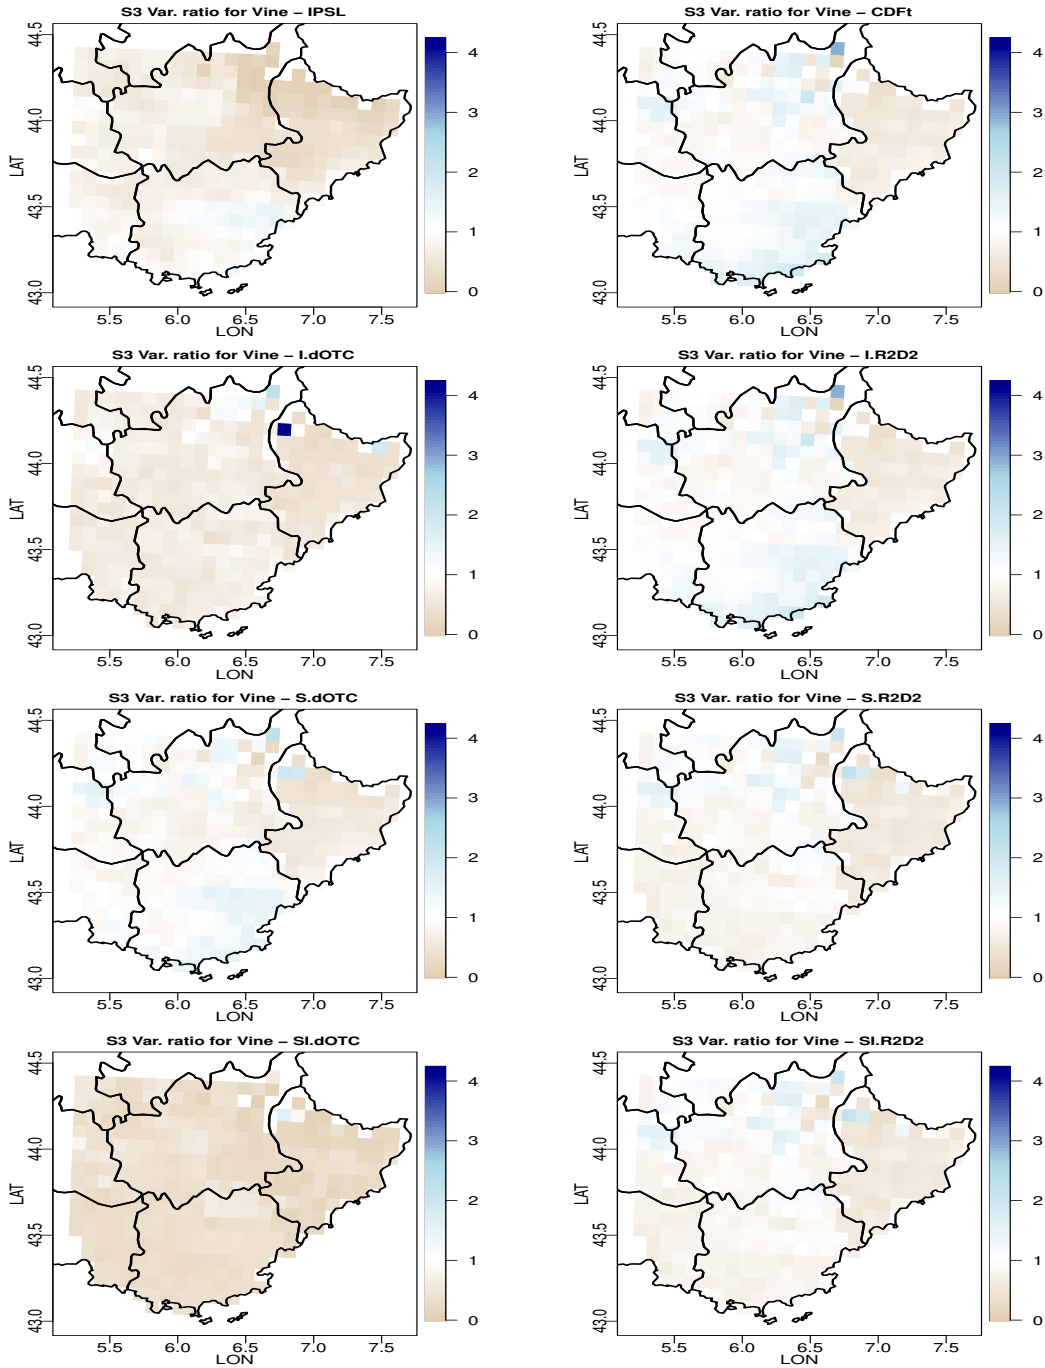 S3 Var. ratio for Vine – IPSL
LAT
44.5
44.0
43.5
43.0
5.5 6.0 6.5 7.0 7.5
LON
4
3
2
1
0
S3 Var. ratio for Vine – CDFt
LAT
44.5
44.0
43.5
43.0
5.5 6.0 6.5 7.0 7.5
LON
4
3
2
1
0
S3 Var. ratio for Vine – I.dOTC
LAT
44.5
44.0
43.5
43.0
5.5 6.0 6.5 7.0 7.5
LON
4
3
2
1
0
S3 Var. ratio for Vine – I.R2D2
LAT
44.5
44.0
43.5
43.0
5.5 6.0 6.5 7.0 7.5
LON
4
3
2
1
0
S3 Var. ratio for Vine – S.dOTC
LAT
44.5
44.0
43.5
43.0
5.5 6.0 6.5 7.0 7.5
LON
4
3
2
1
0
S3 Var. ratio for Vine – S.R2D2
LAT
44.5
44.0
43.5
43.0
5.5 6.0 6.5 7.0 7.5
LON
4
3
2
1
0
S3 Var. ratio for Vine – SI.dOTC
LAT
44.5
44.0
43.5
43.0
5.5 6.0 6.5 7.0 7.5
LON
4
3
2
1
0
S3 Var. ratio for Vine – SI.R2D2
LAT
44.5
44.0
43.5
43.0
5.5 6.0 6.5 7.0 7.5
LON
4
3
2
1
0